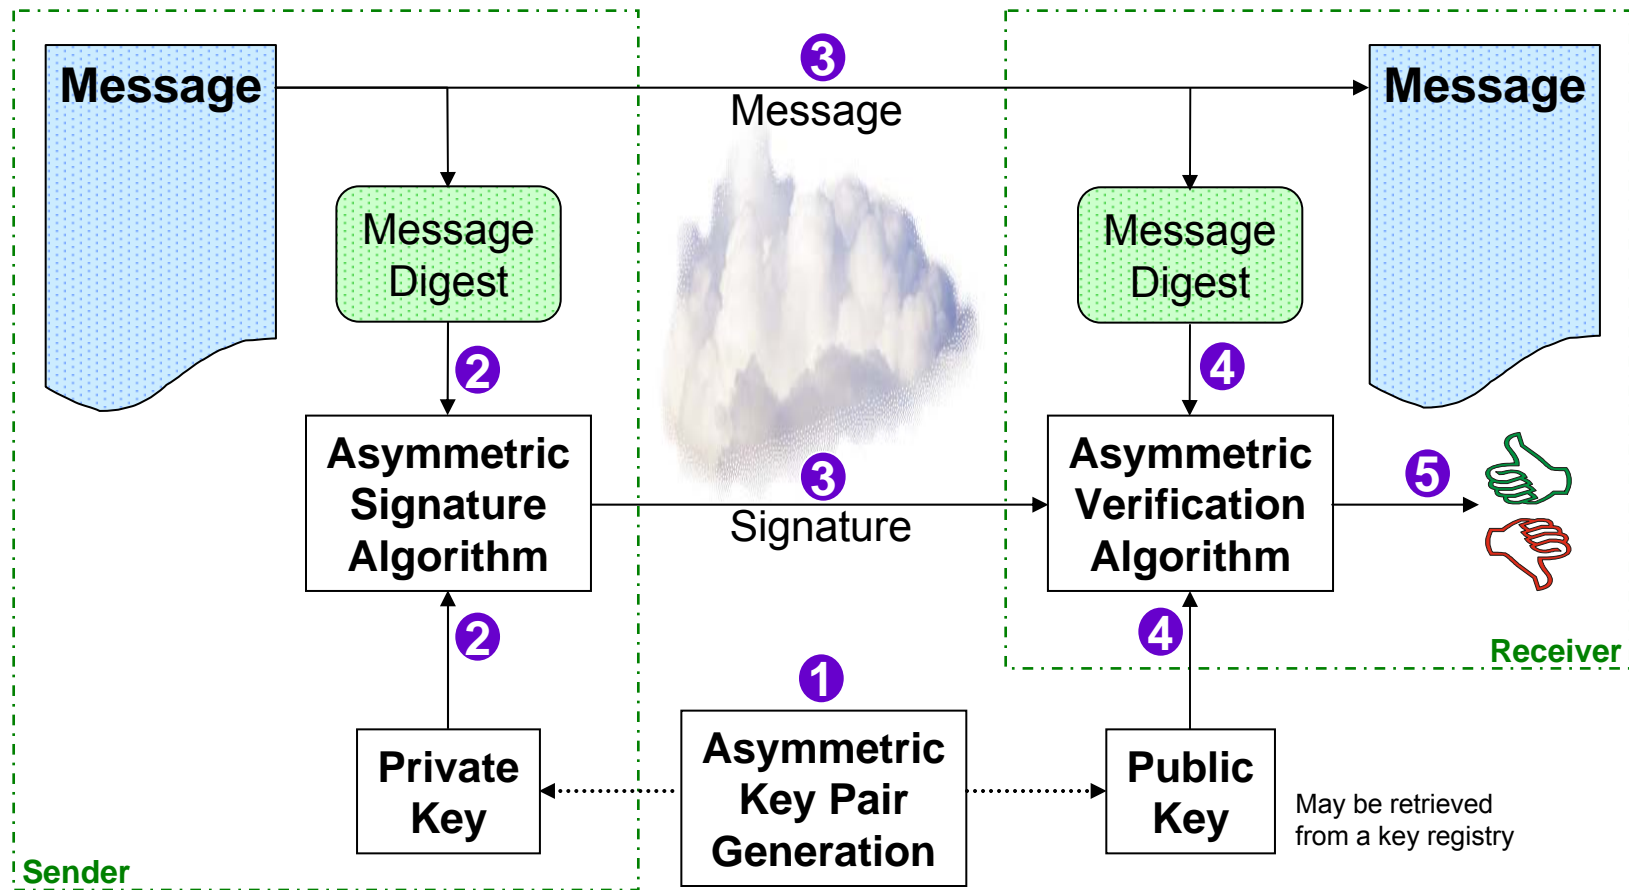 Message
3
Message
Message
Message
Digest
Message
Digest
2
4
Asymmetric
Signature
Algorithm
3
Signature
Asymmetric
Verification
Algorithm
5
2
4
Receiver
1
Private
Key
Asymmetric
Key Pair
Generation
Public
Key
May be retrieved
from a key registry
Sender